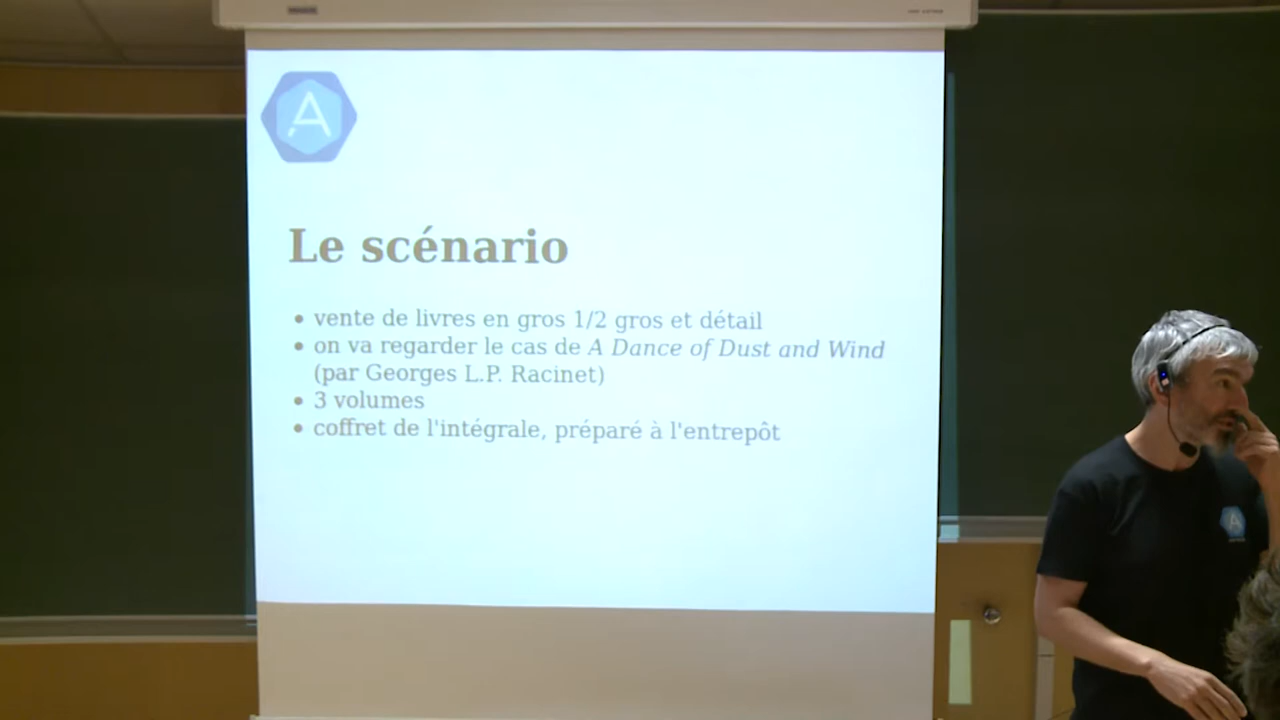 A
Le scénario
• vente de livres en gros 1/2 gros et détail
• on va regarder le cas de A Dance of Dust and Wind
(par Georges L.P. Racinet)
• 3 volumes
• coffret de l'intégrale, préparé à l'entrepôt
A